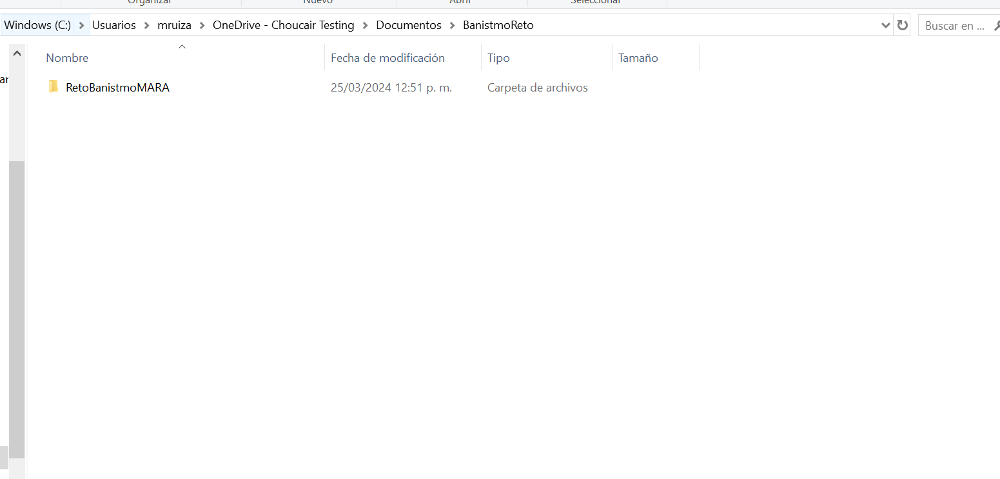 Organizar Nuevo Abrir Seleccionar
Windows (C:) Usuarios mruiza OneDrive - Choucair Testing Documentos BanistmoReto Buscar en ...
Nombre Fecha de modificación Tipo Tamaño
RetoBanistmoMARA 25/03/2024 12:51 p. m. Carpeta de archivos